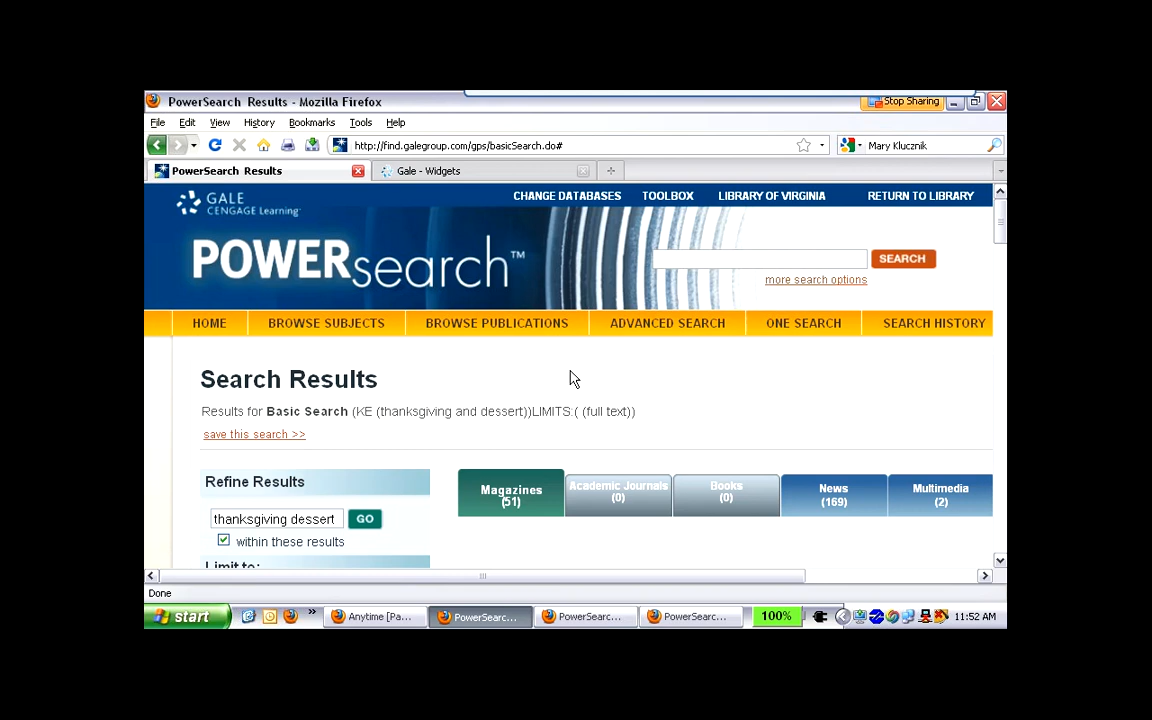 PowerSearch Results - Mozilla Firefox
Stop Sharing
File Edit View History Bookmarks Tools Help
http://find.galegroup.com/gps/basicSearch.do#
Mary Klucznik
PowerSearch Results
Gale - Widgets
GALE
CENGAGE Learning
CHANGE DATABASES TOOLBOX LIBRARY OF VIRGINIA RETURN TO LIBRARY
POWERsearch™
SEARCH
more search options
HOME BROWSE SUBJECTS BROWSE PUBLICATIONS ADVANCED SEARCH ONE SEARCH SEARCH HISTORY
Search Results
Results for Basic Search (KE (thanksgiving and dessert))LIMITS:( (full text))
save this search >>
Refine Results
Magazines
(51)
Academic Journals
(0)
Books
(0)
News
(169)
Multimedia
(2)
thanksgiving dessert GO
within these results
Limit to:
Done
start
»
Anytime [Pa...
PowerSearc...
PowerSearc...
PowerSearc...
100%
11:52 AM